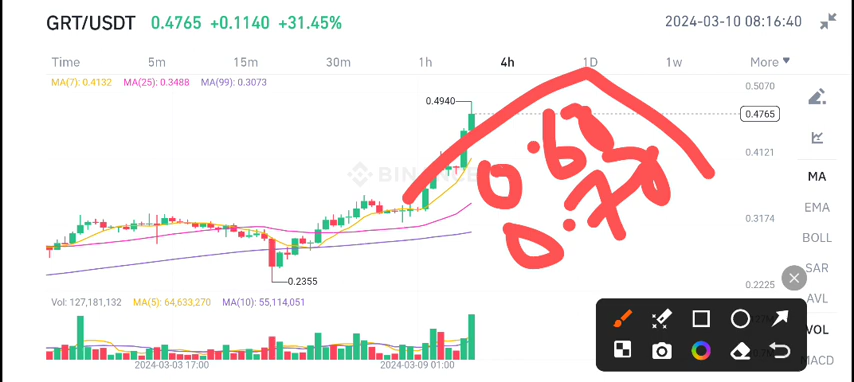 GRT/USDT 0.4765 +0.1140 +31.45% 2024-03-10 08:16:40
Time 5m 15m 30m 1h 4h 1D 1w More
MA(7): 0.4132 MA(25): 0.3488 MA(99): 0.3073
0.5070
0.4940
0.4765
0.4121
0.60
BINANCE
MA
0.70
EMA
0.3174
BOLL
SAR
0.2355
0.2225
AVL
Vol: 127,181,132 MA(5): 64,633,270 MA(10): 55,114,051
VOL
MACD
2024-03-03 17:00 2024-03-09 01:00